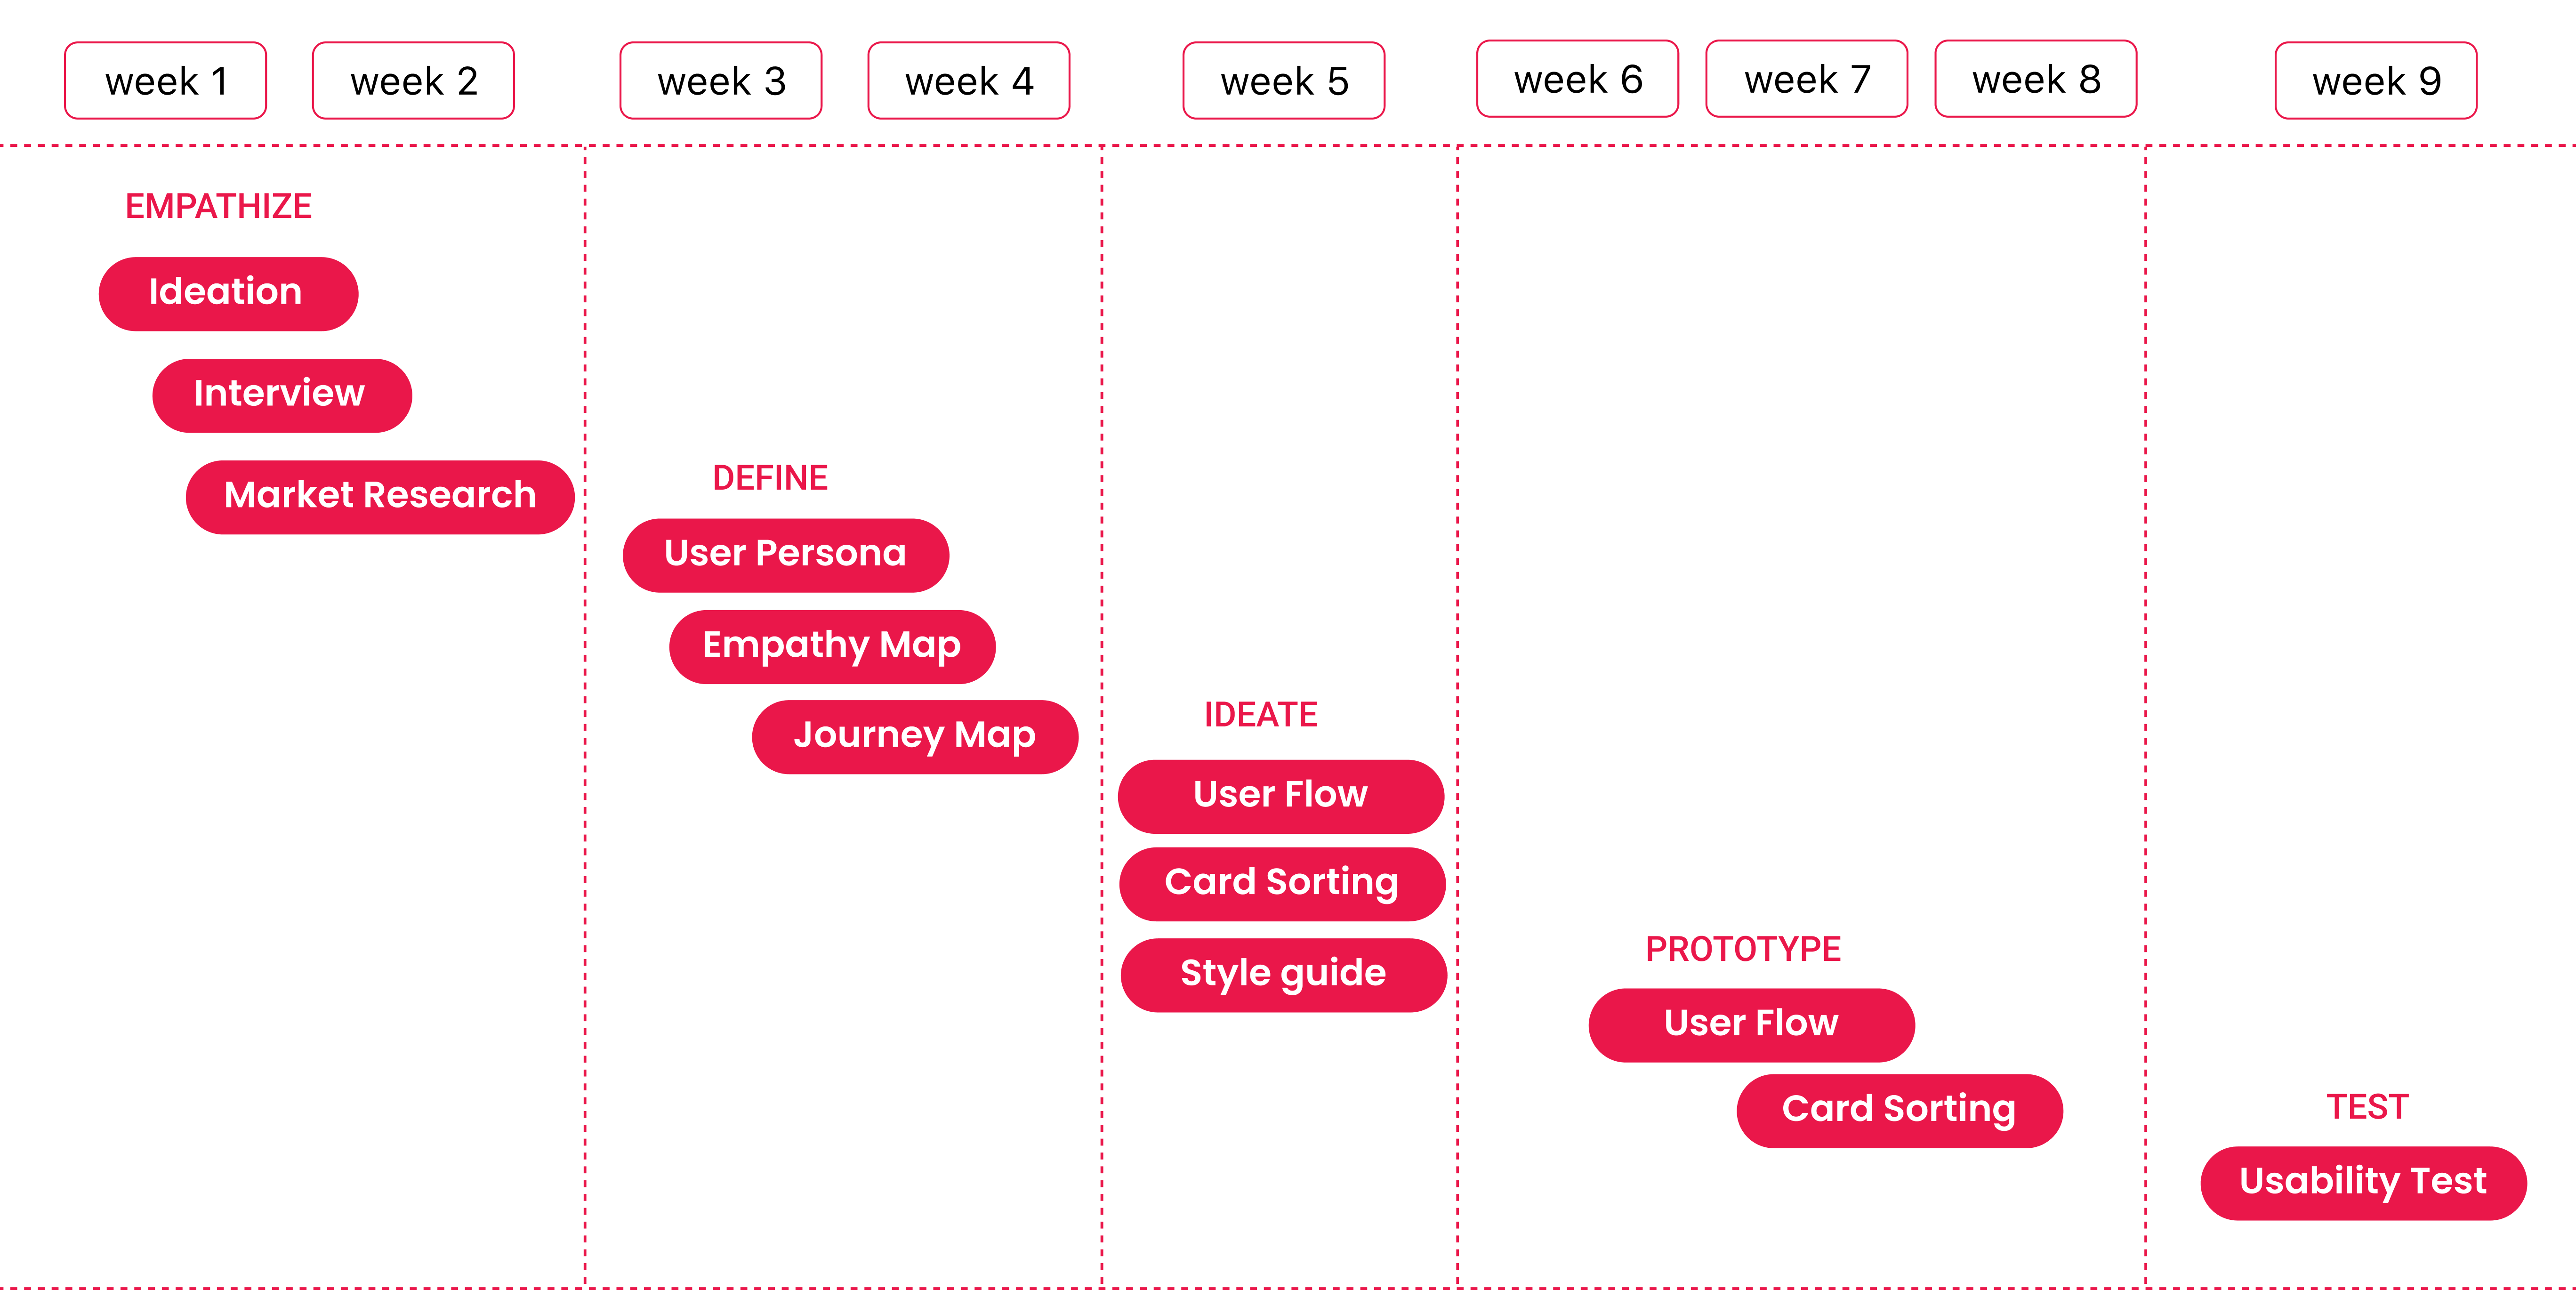 week 1
week 2
week 3
week 4
week 5
week 6
week 7
week 8
week 9
EMPATHIZE
Ideation
Interview
Market Research
DEFINE
User Persona
Empathy Map
Journey Map
IDEATE
User Flow
Card Sorting
Style guide
PROTOTYPE
User Flow
Card Sorting
TEST
Usability Test